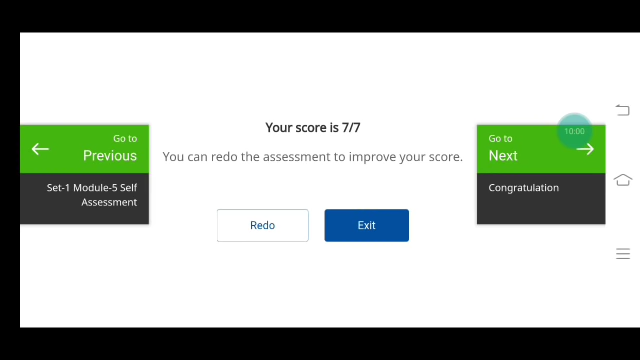 Your score is 7/7
You can redo the assessment to improve your score.
Go to
Previous
Set-1 Module-5 Self
Assessment
Redo
Exit
10:00
Go to
Next
Congratulation